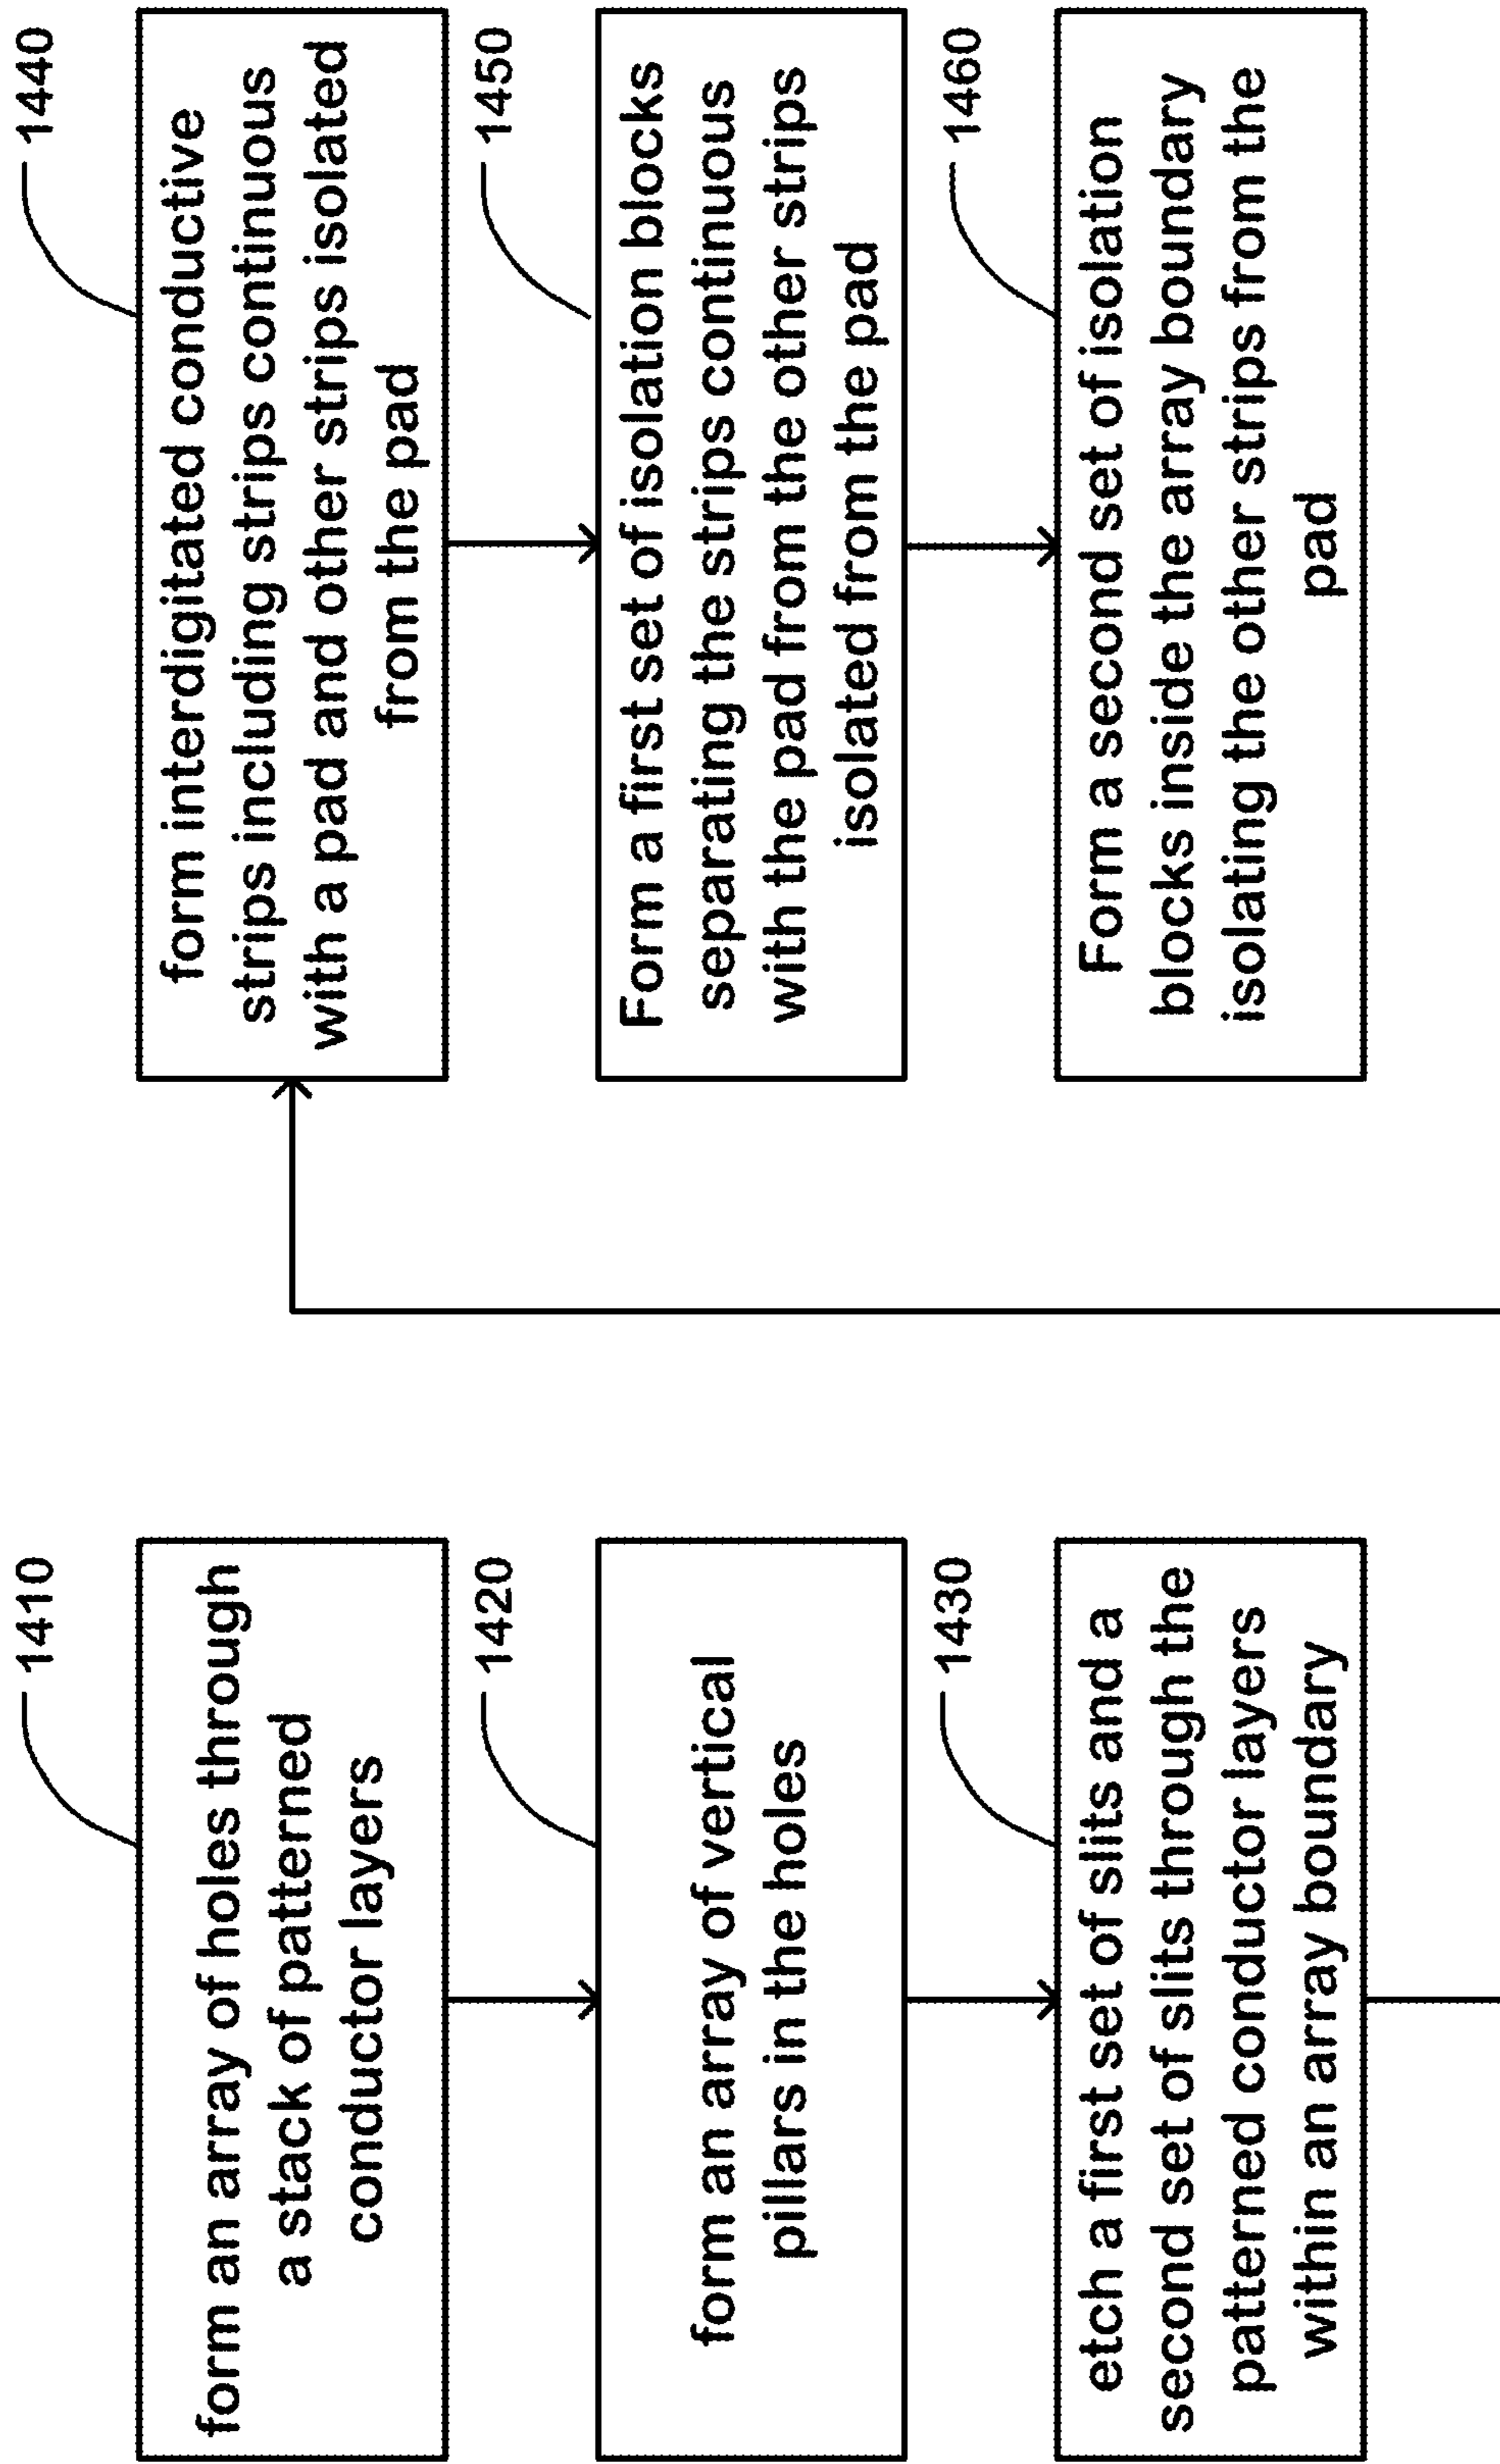 1410
form an array of holes through
a stack of patterned
conductor layers
1420
form an array of vertical
pillars in the holes
1430
etch a first set of slits and a
second set of slits through the
patterned conductor layers
within an array boundary
1440
form interdigitated conductive
strips including strips continuous
with a pad and other strips isolated
from the pad
1450
Form a first set of isolation blocks
separating the strips continuous
with the pad from the other strips
isolated from the pad
1460
Form a second set of isolation
blocks inside the array boundary
isolating the other strips from the
pad